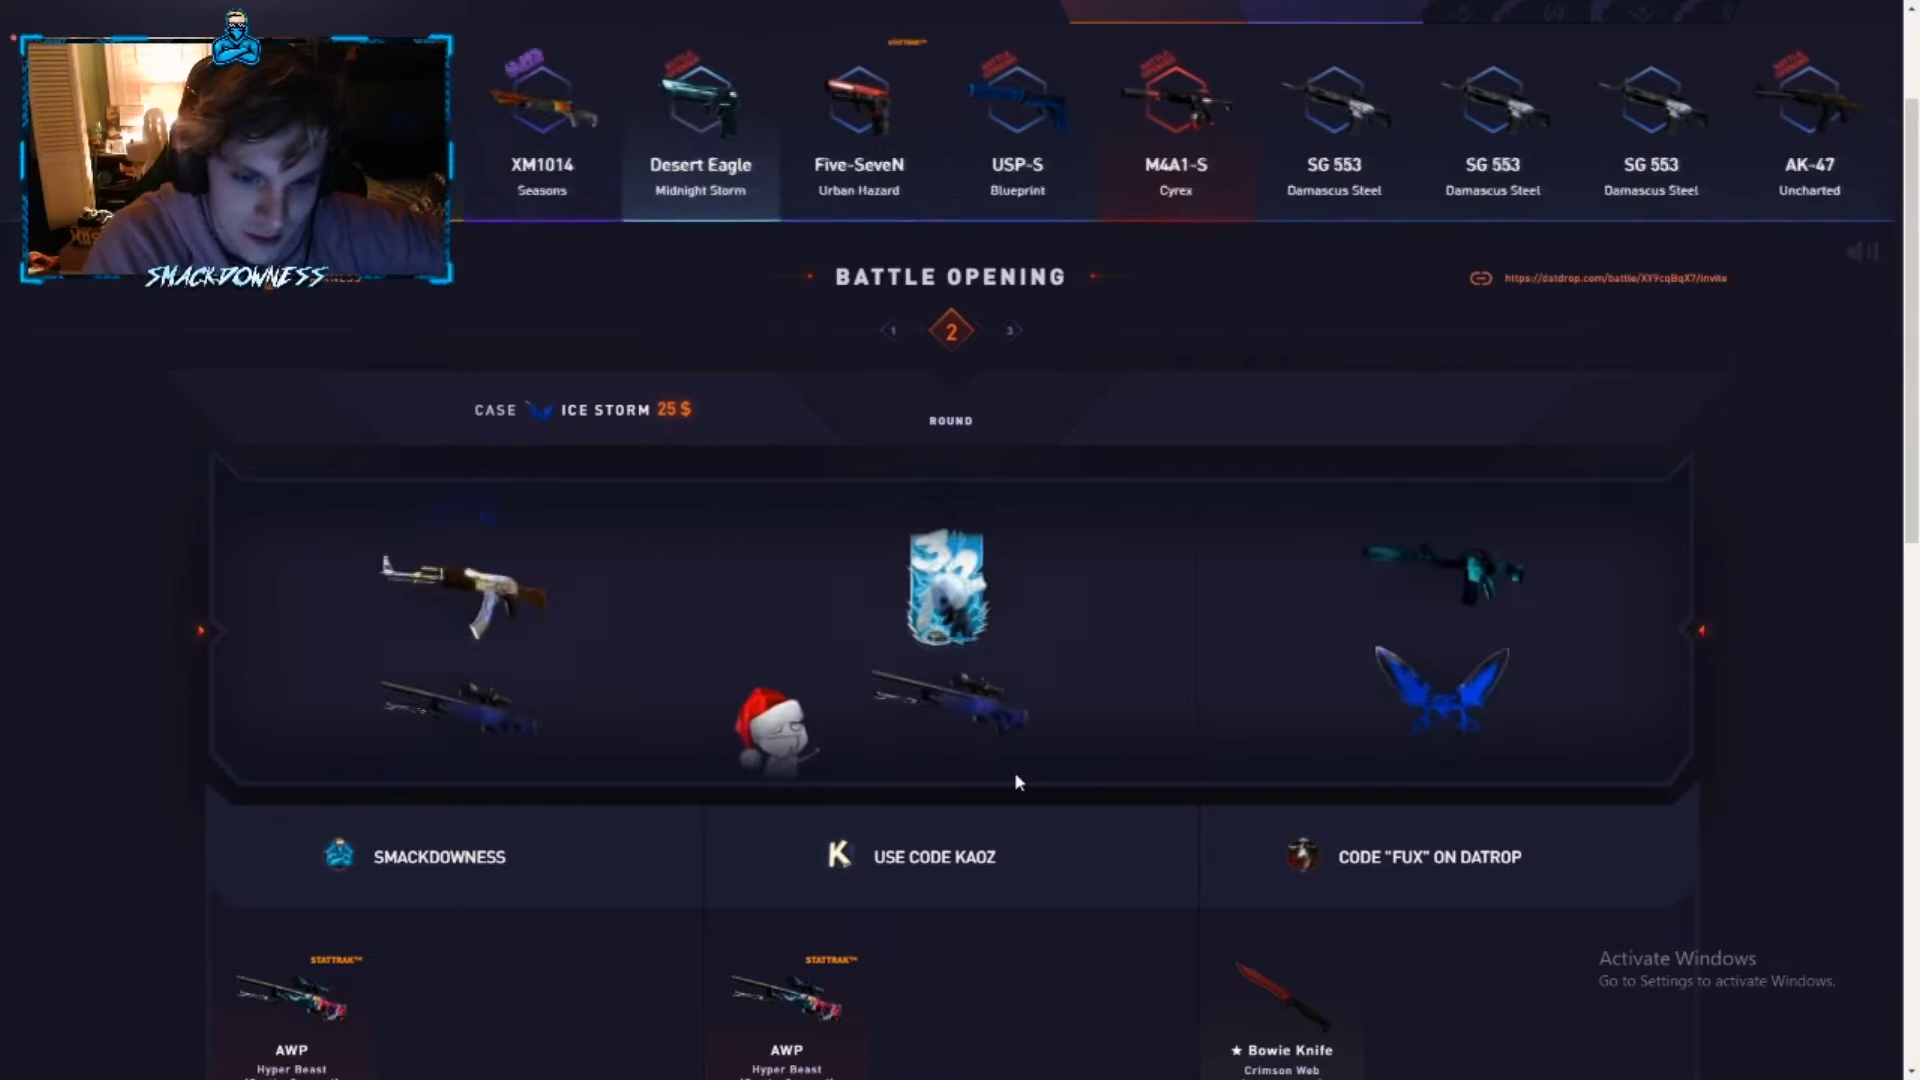 STATTRAK™
XM1014
Seasons
Desert Eagle
Midnight Storm
Five-SeveN
Urban Hazard
USP-S
Blueprint
M4A1-S
Cyrex
SG 553
Damascus Steel
SG 553
Damascus Steel
SG 553
Damascus Steel
AK-47
Uncharted
SMACKDOWNESS
BATTLE OPENING
https://datdrop.com/battle/XY9cqBqX7/invite
1
2
3
CASE ICE STORM 25 $
ROUND
SMACKDOWNESS
K USE CODE KAOZ
CODE "FUX" ON DATROP
STATTRAK™
AWP
Hyper Beast
STATTRAK™
AWP
Hyper Beast
★ Bowie Knife
Crimson Web
Activate Windows
Go to Settings to activate Windows.